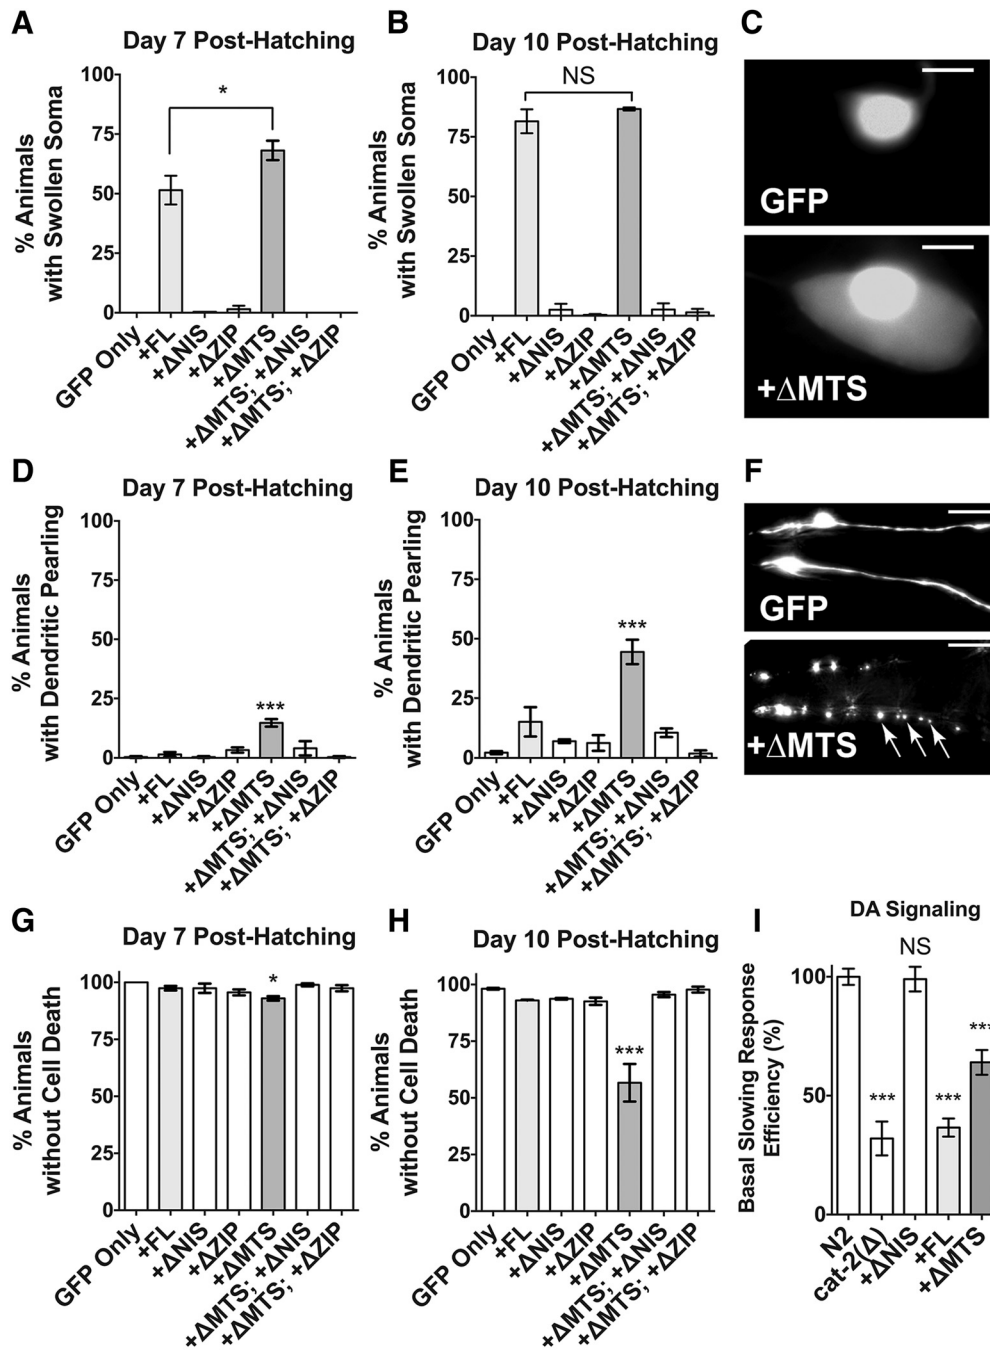 A
Day 7 Post-Hatching
% Animals
with Swollen Soma
100
75
50
25
0
*
GFP Only
+FL
+ΔNIS
+ΔZIP
+ΔMTS
+ΔMTS; +ΔNIS
+ΔMTS; +ΔZIP
B
Day 10 Post-Hatching
% Animals
with Swollen Soma
100
75
50
25
0
NS
GFP Only
+FL
+ΔNIS
+ΔZIP
+ΔMTS
+ΔMTS; +ΔNIS
+ΔMTS; +ΔZIP
C
GFP
+ΔMTS
D
Day 7 Post-Hatching
% Animals
with Dendritic Pearling
100
75
50
25
0
***
GFP Only
+FL
+ΔNIS
+ΔZIP
+ΔMTS
+ΔMTS; +ΔNIS
+ΔMTS; +ΔZIP
E
Day 10 Post-Hatching
% Animals
with Dendritic Pearling
100
75
50
25
0
***
GFP Only
+FL
+ΔNIS
+ΔZIP
+ΔMTS
+ΔMTS; +ΔNIS
+ΔMTS; +ΔZIP
F
GFP
+ΔMTS
G
Day 7 Post-Hatching
% Animals
without Cell Death
100
75
50
25
0
*
GFP Only
+FL
+ΔNIS
+ΔZIP
+ΔMTS
+ΔMTS; +ΔNIS
+ΔMTS; +ΔZIP
H
Day 10 Post-Hatching
% Animals
without Cell Death
100
75
50
25
0
***
GFP Only
+FL
+ΔNIS
+ΔZIP
+ΔMTS
+ΔMTS; +ΔNIS
+ΔMTS; +ΔZIP
I
DA Signaling
Basal Slowing Response
Efficiency (%)
100
50
0
***
NS
***
***
N2
cat-2(Δ)
+ΔNIS
+FL
+ΔMTS